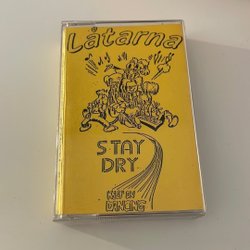 Låtarna
STAY
DRY
KEEP ON
DANCING